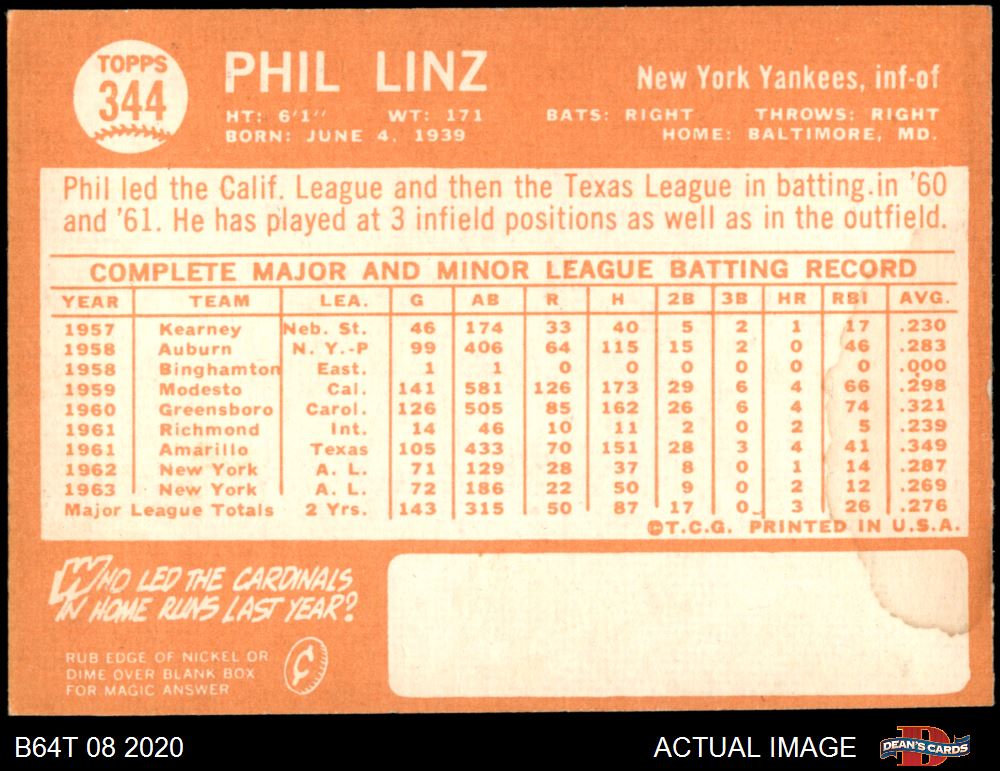 TOPPS
344
PHIL LINZ
New York Yankees, inf-of
HT: 6'1" WT: 171 BATS: RIGHT THROWS: RIGHT
BORN: JUNE 4, 1939 HOME: BALTIMORE, MD.
Phil led the Calif. League and then the Texas League in batting.in '60
and '61. He has played at 3 infield positions as well as in the outfield.
COMPLETE MAJOR AND MINOR LEAGUE BATTING RECORD
YEAR TEAM LEA. G AB R H 2B 3B HR RBI AVG.
1957 Kearney Neb. St. 46 174 33 40 5 2 1 17 .230
1958 Auburn N. Y.-P 99 406 64 115 15 2 0 46 .283
1958 Binghamton East. 1 1 0 0 0 0 0 0 .000
1959 Modesto Cal. 141 581 126 173 29 6 4 66 .298
1960 Greensboro Carol. 126 505 85 162 26 6 4 74 .321
1961 Richmond Int. 14 46 10 11 2 0 2 5 .239
1961 Amarillo Texas 105 433 70 151 28 3 4 41 .349
1962 New York A. L. 71 129 28 37 8 0 1 14 .287
1963 New York A. L. 72 186 22 50 9 0 2 12 .269
Major League Totals 2 Yrs. 143 315 50 87 17 0 3 26 .276
©T.C.G. PRINTED IN U.S.A.
WHO LED THE CARDINALS
IN HOME RUNS LAST YEAR?
RUB EDGE OF NICKEL OR
DIME OVER BLANK BOX
FOR MAGIC ANSWER
¢
B64T 08 2020 ACTUAL IMAGE
D
DEAN'S CARDS